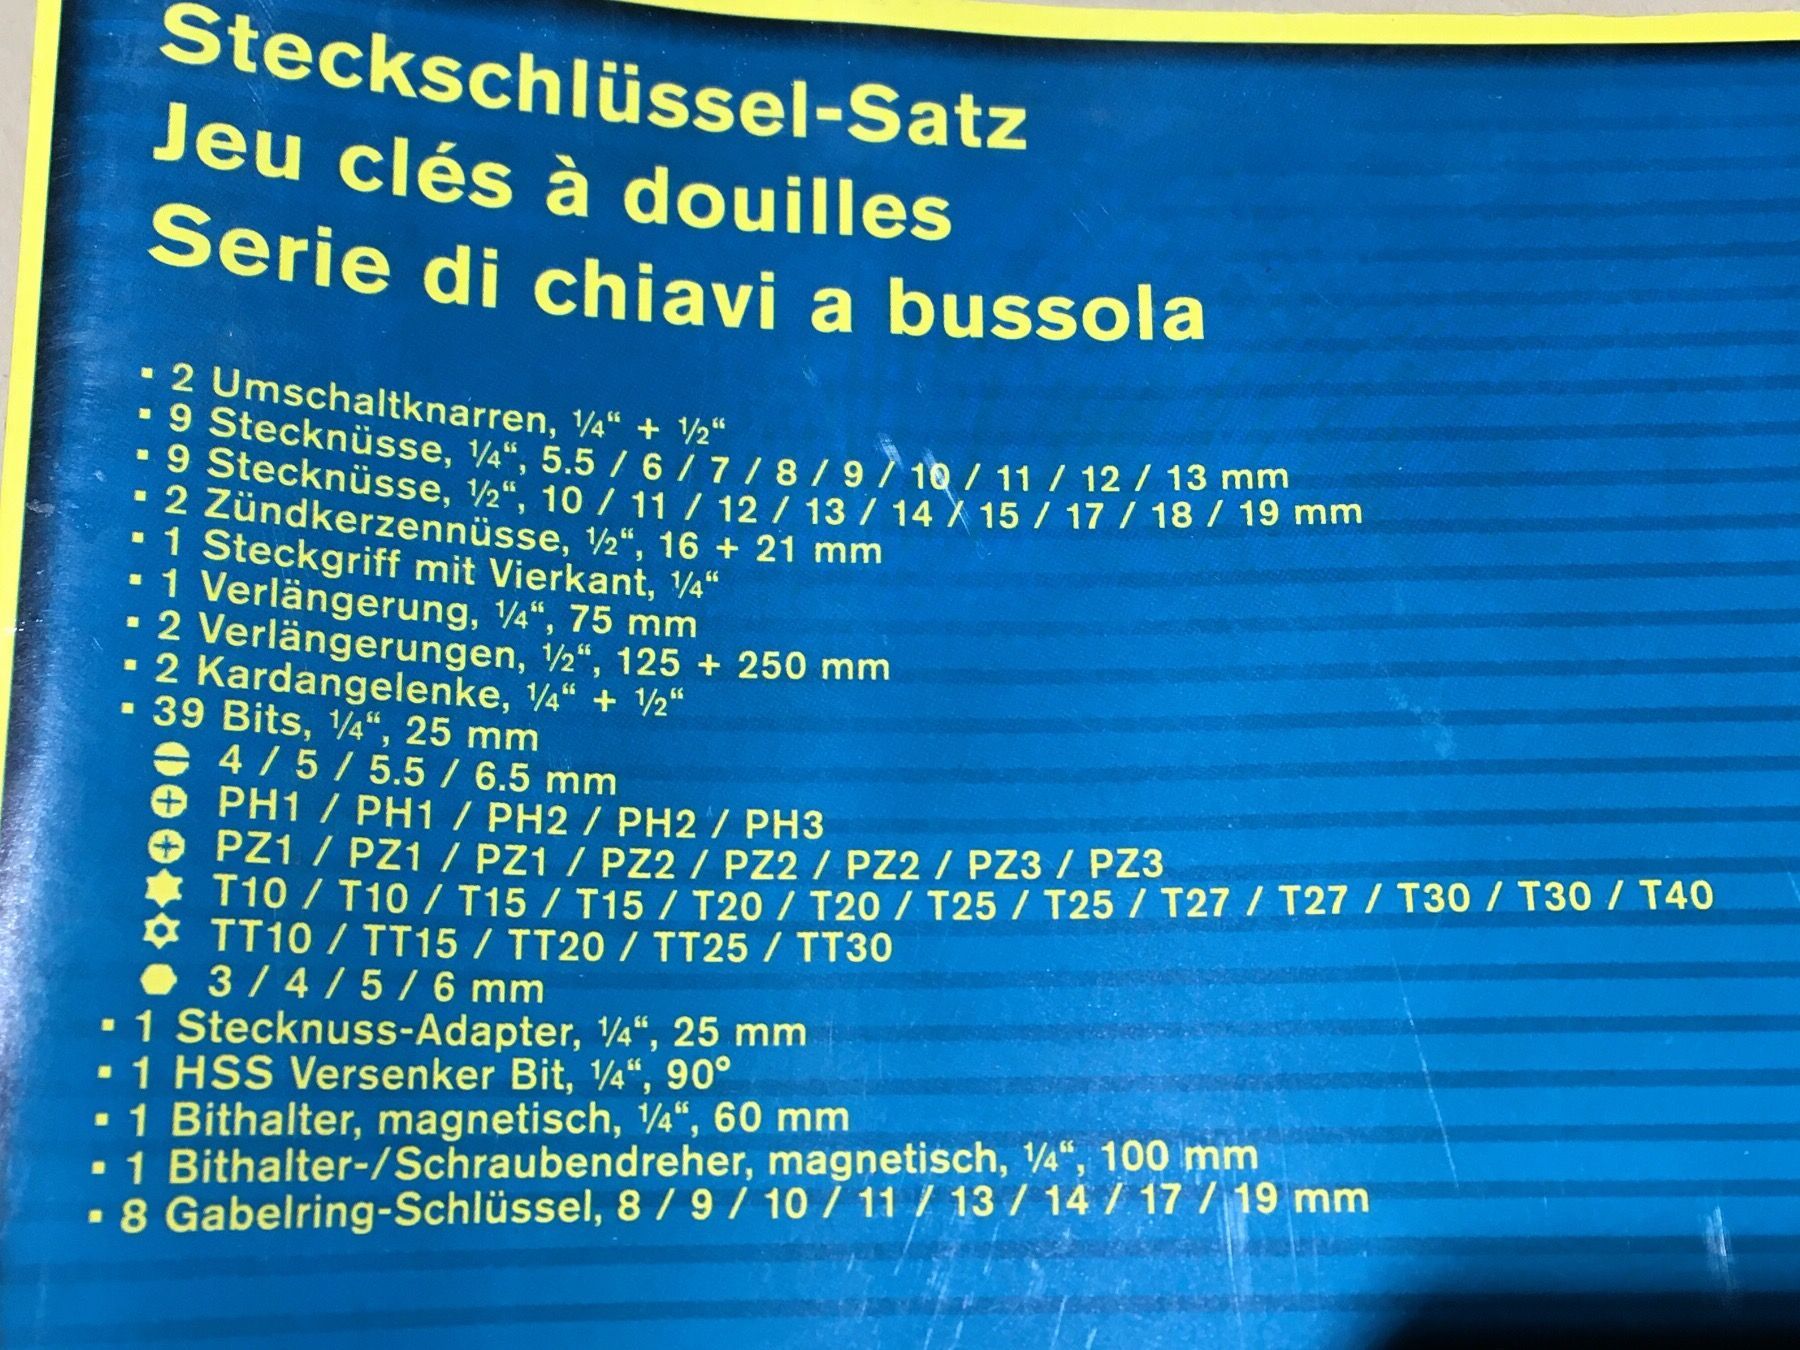 Steckschlüssel-Satz
Jeu clés à douilles
Serie di chiavi a bussola
▪ 2 Umschaltknarren, ¼“ + ½“
▪ 9 Stecknüsse, ¼“, 5.5 / 6 / 7 / 8 / 9 / 10 / 11 / 12 / 13 mm
▪ 9 Stecknüsse, ½“, 10 / 11 / 12 / 13 / 14 / 15 / 17 / 18 / 19 mm
▪ 2 Zündkerzennüsse, ½“, 16 + 21 mm
▪ 1 Steckgriff mit Vierkant, ¼“
▪ 1 Verlängerung, ¼“, 75 mm
▪ 2 Verlängerungen, ½“, 125 + 250 mm
▪ 2 Kardangelenke, ¼“ + ½“
▪ 39 Bits, ¼“, 25 mm
4 / 5 / 5.5 / 6.5 mm
PH1 / PH1 / PH2 / PH2 / PH3
PZ1 / PZ1 / PZ1 / PZ2 / PZ2 / PZ2 / PZ3 / PZ3
T10 / T10 / T15 / T15 / T20 / T20 / T25 / T25 / T27 / T27 / T30 / T30 / T40
TT10 / TT15 / TT20 / TT25 / TT30
3 / 4 / 5 / 6 mm
▪ 1 Stecknuss-Adapter, ¼“, 25 mm
▪ 1 HSS Versenker Bit, ¼“, 90°
▪ 1 Bithalter, magnetisch, ¼“, 60 mm
▪ 1 Bithalter-/Schraubendreher, magnetisch, ¼“, 100 mm
▪ 8 Gabelring-Schlüssel, 8 / 9 / 10 / 11 / 13 / 14 / 17 / 19 mm